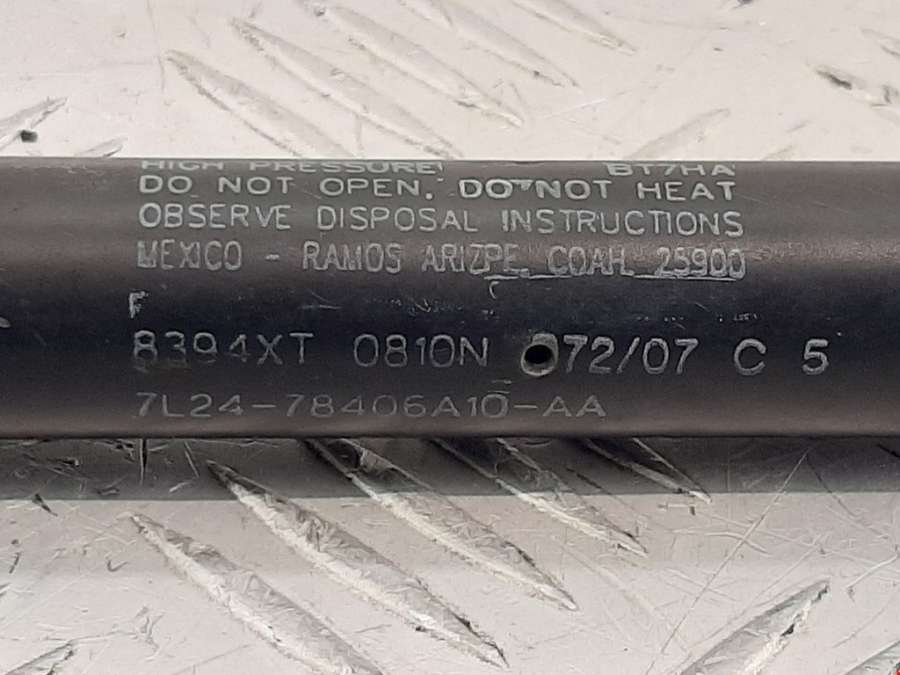 HIGH PRESSURE! BT7HA
DO NOT OPEN. DO NOT HEAT
OBSERVE DISPOSAL INSTRUCTIONS
MEXICO - RAMOS ARIZPE, COAH. 25900
F
8394XT 0810N 072/07 C 5
7L24-78406A10-AA